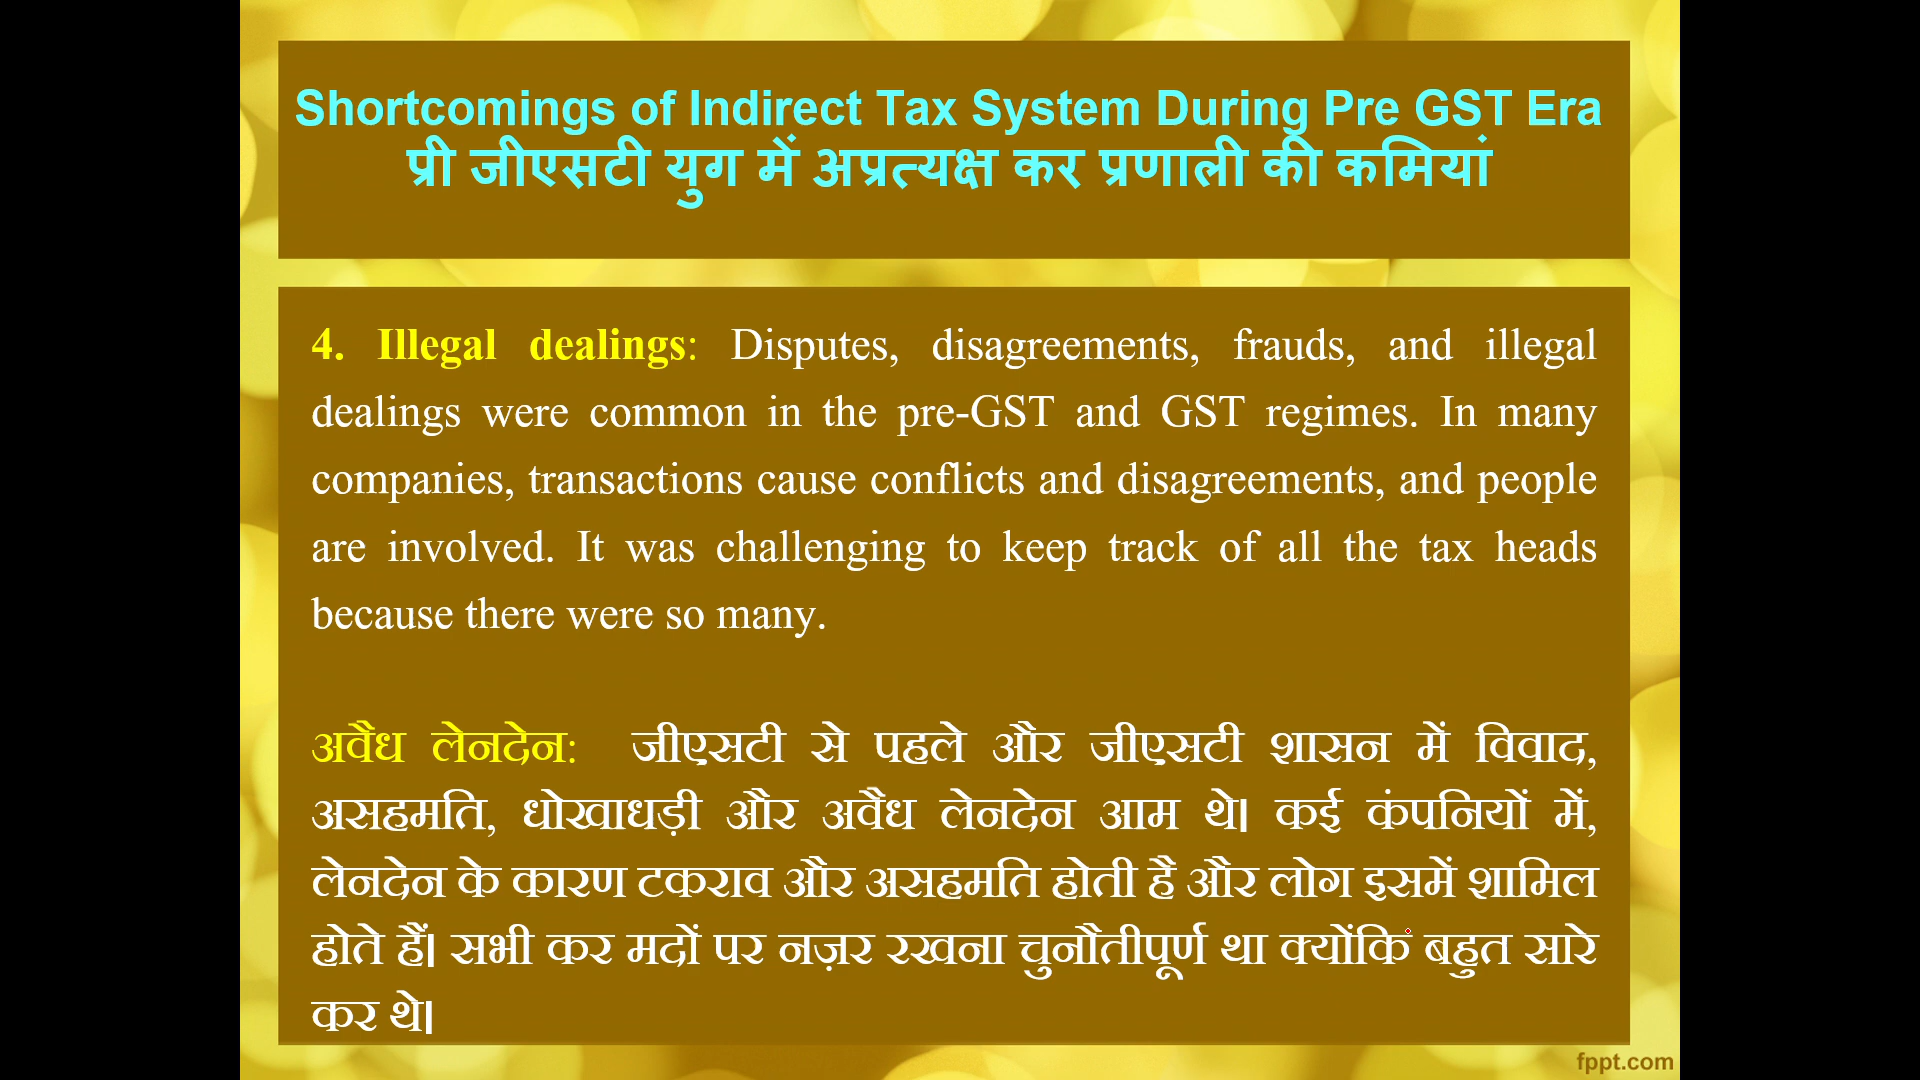 Shortcomings of Indirect Tax System During Pre GST Era
प्री जीएसटी युग में अप्रत्यक्ष कर प्रणाली की कमियां
4. Illegal dealings: Disputes, disagreements, frauds, and illegal
dealings were common in the pre-GST and GST regimes. In many
companies, transactions cause conflicts and disagreements, and people
are involved. It was challenging to keep track of all the tax heads
because there were so many.
अवैध लेनदेन: जीएसटी से पहले और जीएसटी शासन में विवाद,
असहमति, धोखाधड़ी और अवैध लेनदेन आम थे। कई कंपनियों में,
लेनदेन के कारण टकराव और असहमति होती है और लोग इसमें शामिल
होते हैं। सभी कर मदों पर नज़र रखना चुनौतीपूर्ण था क्योंकि बहुत सारे
कर थे।
fppt.com